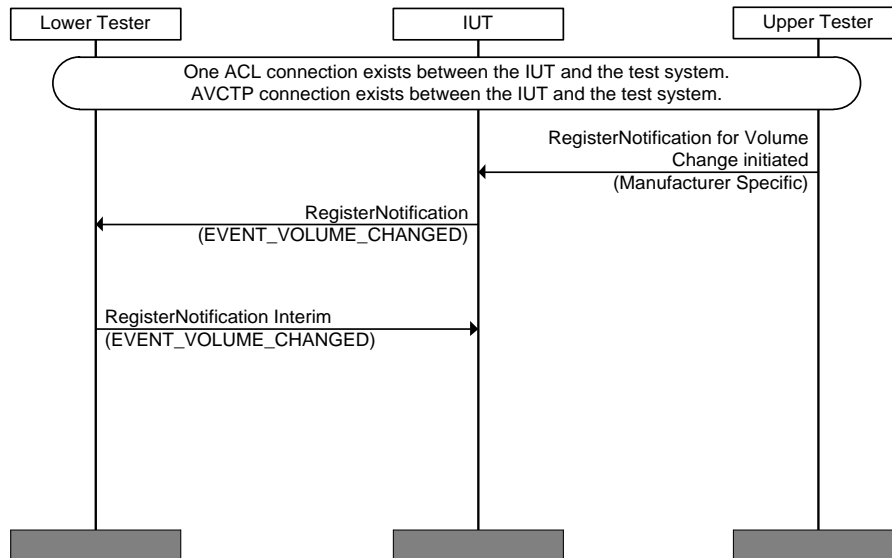 Lower Tester
IUT
Upper Tester
One ACL connection exists between the IUT and the test system.
AVCTP connection exists between the IUT and the test system.
RegisterNotification for Volume
Change initiated
(Manufacturer Specific)
RegisterNotification
(EVENT_VOLUME_CHANGED)
RegisterNotification Interim
(EVENT_VOLUME_CHANGED)